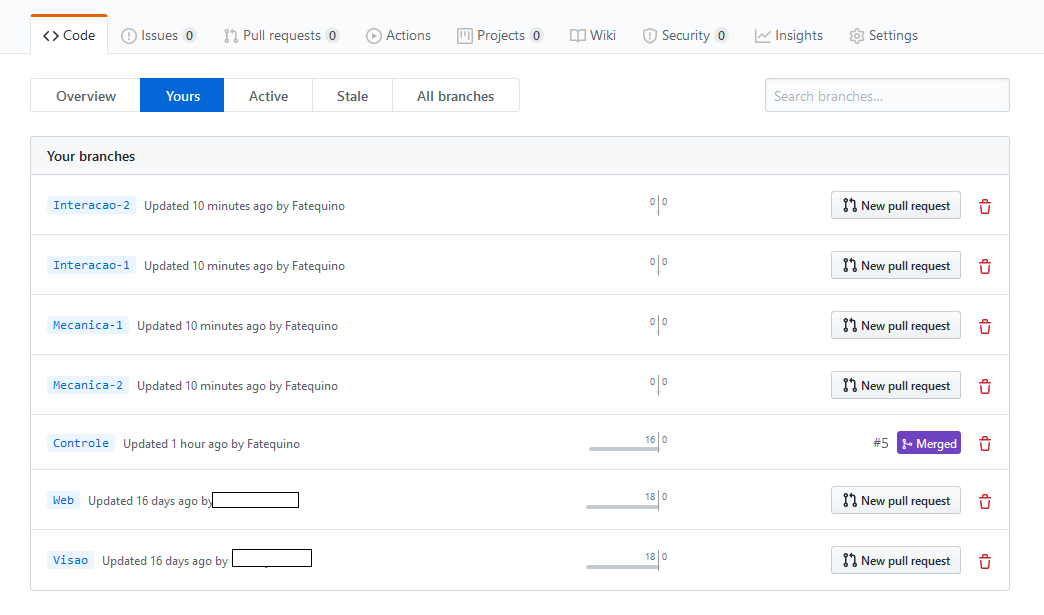 Code Issues 0 Pull requests 0 Actions Projects 0 Wiki Security 0 Insights Settings
Overview Yours Active Stale All branches Search branches...
Your branches
Interacao-2 Updated 10 minutes ago by Fatequino 0 0 New pull request
Interacao-1 Updated 10 minutes ago by Fatequino 0 0 New pull request
Mecanica-1 Updated 10 minutes ago by Fatequino 0 0 New pull request
Mecanica-2 Updated 10 minutes ago by Fatequino 0 0 New pull request
Controle Updated 1 hour ago by Fatequino 16 0 #5 Merged
Web Updated 16 days ago by 18 0 New pull request
Visao Updated 16 days ago by 18 0 New pull request